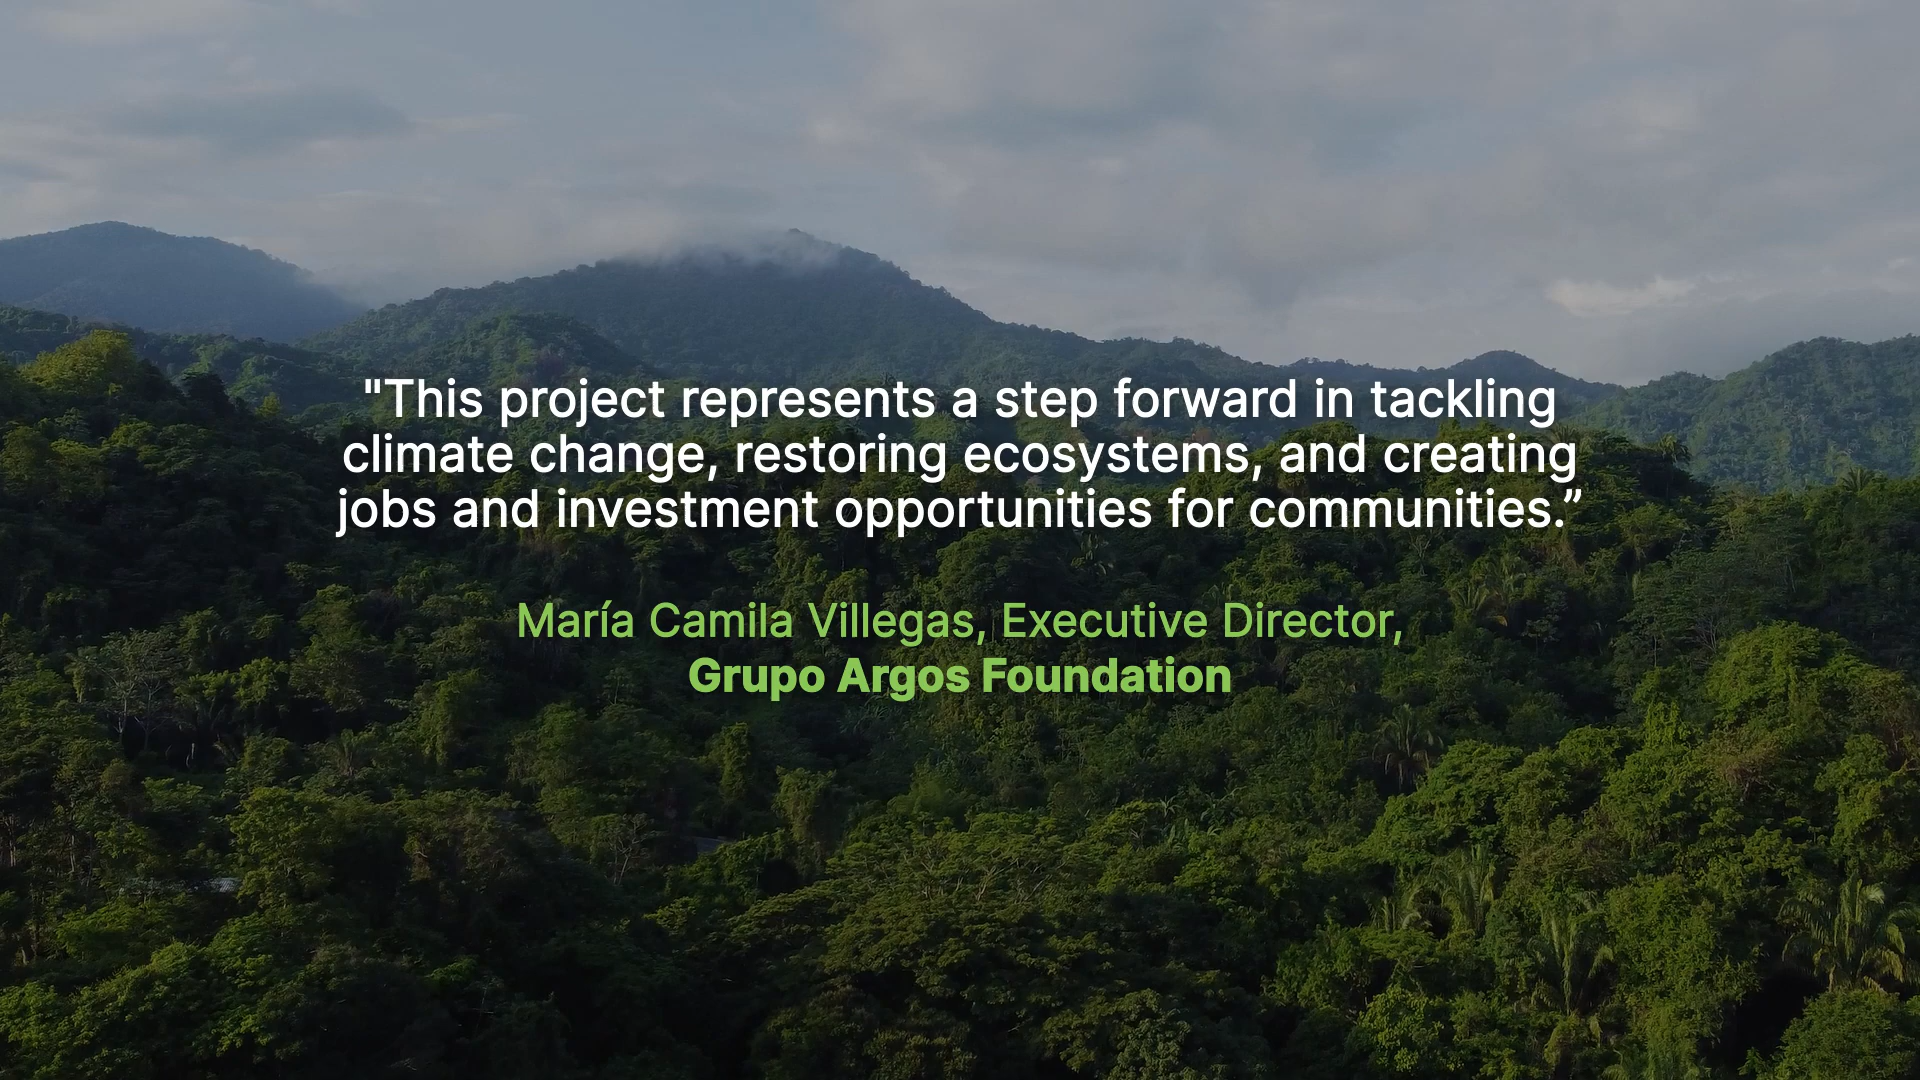 "This project represents a step forward in tackling
climate change, restoring ecosystems, and creating
jobs and investment opportunities for communities.”
María Camila Villegas, Executive Director,
Grupo Argos Foundation